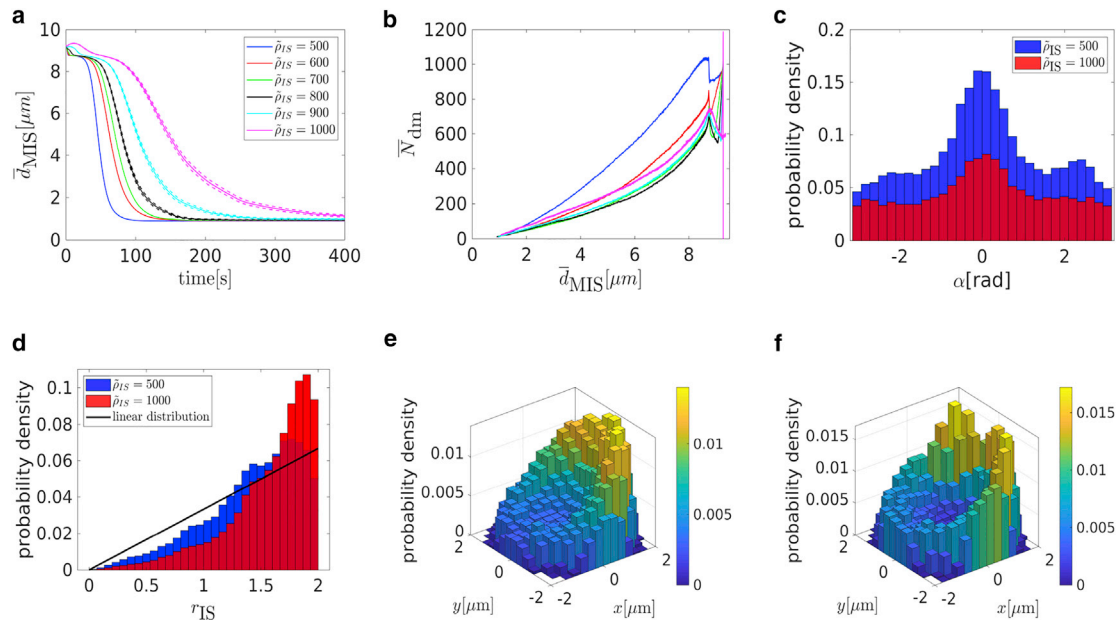 a
10
8
6
4
2
0
d̅MIS[μm]
0 100 200 300 400
time[s]
ρ̃IS = 500
ρ̃IS = 600
ρ̃IS = 700
ρ̃IS = 800
ρ̃IS = 900
ρ̃IS = 1000
b
1200
1000
800
600
400
200
0
N̅dm
0 2 4 6 8
d̅MIS[μm]
c
0.2
0.15
0.1
0.05
0
probability density
-2 0 2
α[rad]
ρ̃IS = 500
ρ̃IS = 1000
d
0.1
0.08
0.06
0.04
0.02
0
probability density
0 0.5 1 1.5 2
rIS
ρ̃IS = 500
ρ̃IS = 1000
linear distribution
e
probability density
0.01
0.005
0
2
0
-2
y[μm]
-2
0
2
x[μm]
0.01
0.005
0
f
probability density
0.015
0.01
0.005
0
2
0
-2
y[μm]
-2
0
2
x[μm]
0.015
0.01
0.005
0